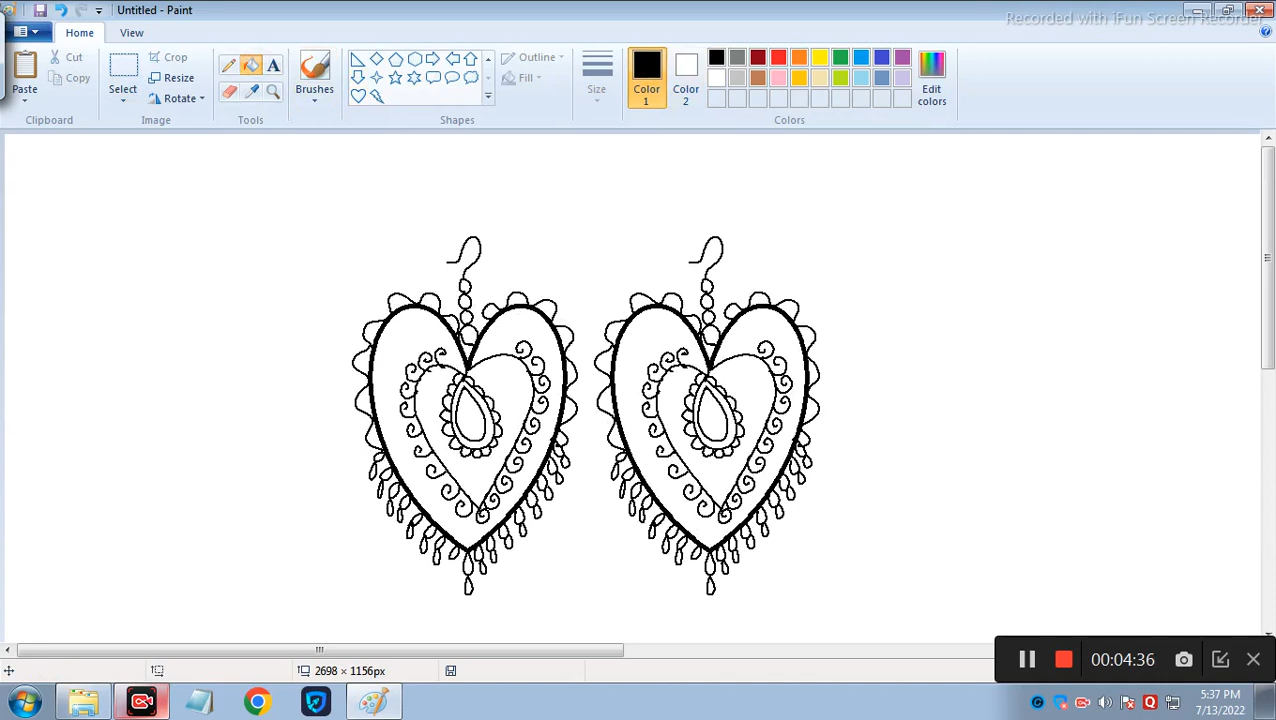 Untitled - Paint
Recorded with iFun Screen Recorder
Home
View
Paste
Cut
Copy
Clipboard
Select
Crop
Resize
Rotate
Image
A
Tools
Brushes
Outline
Fill
Shapes
Size
Color 1
Color 2
Edit colors
Colors
2698 × 1156px
00:04:36
5:37 PM
7/13/2022